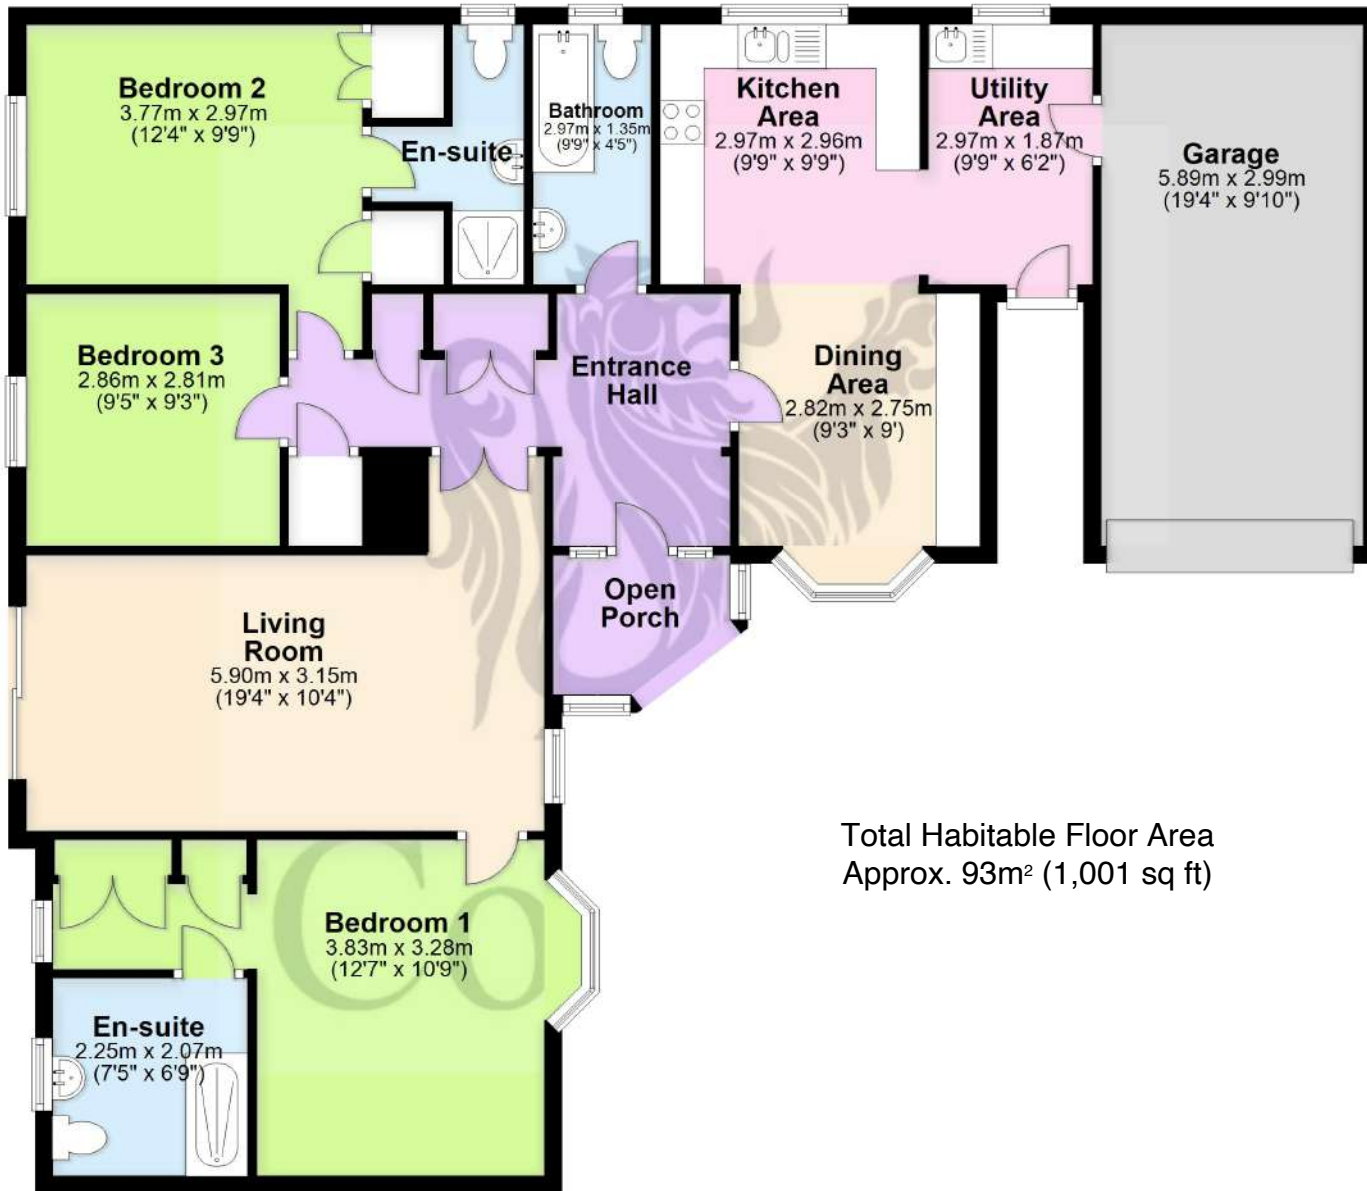 Bedroom 2
3.77m x 2.97m
(12'4" x 9'9")
En-suite
Bathroom
2.97m x 1.35m
(9'9" x 4'5")
Kitchen
Area
2.97m x 2.96m
(9'9" x 9'9")
Utility
Area
2.97m x 1.87m
(9'9" x 6'2")
Garage
5.89m x 2.99m
(19'4" x 9'10")
Bedroom 3
2.86m x 2.81m
(9'5" x 9'3")
Entrance
Hall
Dining
Area
2.82m x 2.75m
(9'3" x 9')
Open
Porch
Living
Room
5.90m x 3.15m
(19'4" x 10'4")
Total Habitable Floor Area
Approx. 93m² (1,001 sq ft)
Bedroom 1
3.83m x 3.28m
(12'7" x 10'9")
Co
En-suite
2.25m x 2.07m
(7'5" x 6'9")